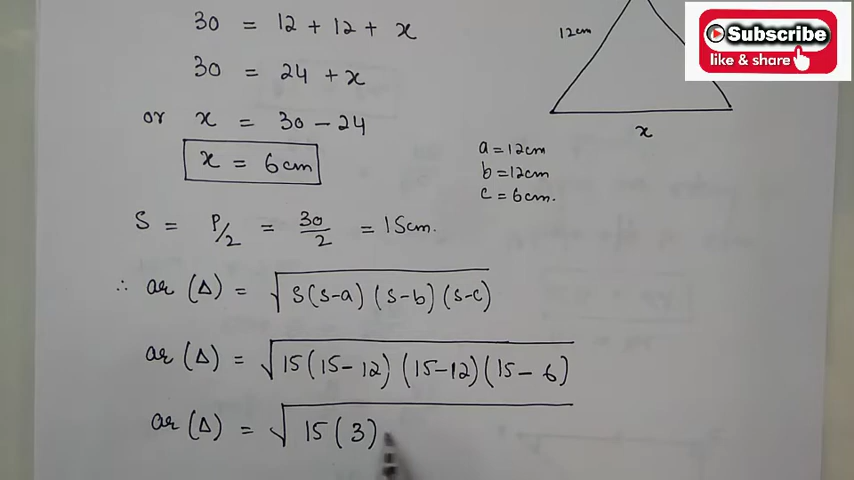 30 = 12 + 12 + x
12cm
Subscribe
like & share
30 = 24 + x
or x = 30 - 24
x
x = 6cm
a = 12cm
b = 12cm
c = 6cm.
S = P/2 = 30/2 = 15cm.
∴ ar (Δ) = √S(S-a) (S-b) (S-c)
ar (Δ) = √15(15-12) (15-12) (15-6)
ar (Δ) = √15(3)